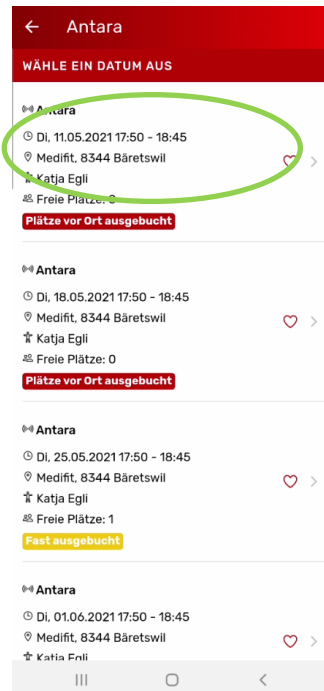 Antara
WÄHLE EIN DATUM AUS
Antara
Di, 11.05.2021 17:50 - 18:45
Medifit, 8344 Bäretswil
Katja Egli
Freie Plätze: 0
Plätze vor Ort ausgebucht
Antara
Di, 18.05.2021 17:50 - 18:45
Medifit, 8344 Bäretswil
Katja Egli
Freie Plätze: 0
Plätze vor Ort ausgebucht
Antara
Di, 25.05.2021 17:50 - 18:45
Medifit, 8344 Bäretswil
Katja Egli
Freie Plätze: 1
Fast ausgebucht
Antara
Di, 01.06.2021 17:50 - 18:45
Medifit, 8344 Bäretswil
Katja Egli